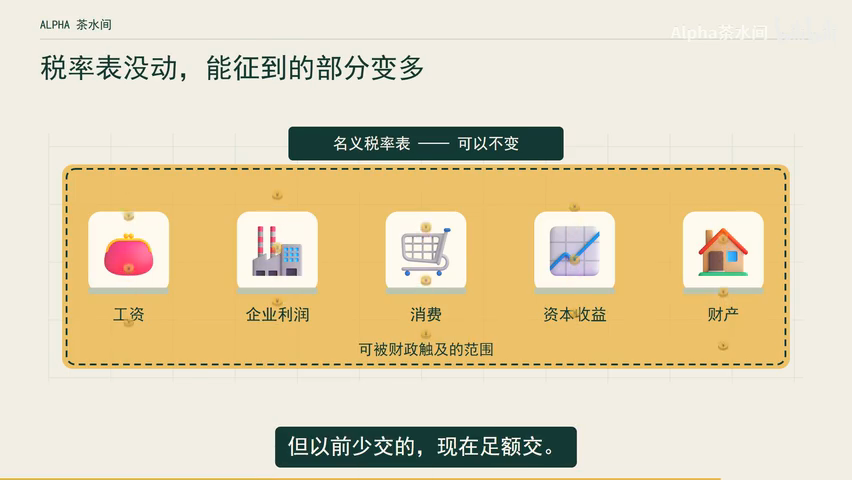 ALPHA 茶水间
Alpha茶水间
税率表没动，能征到的部分变多
名义税率表 —— 可以不变
工资
企业利润
消费
资本收益
财产
可被财政触及的范围
但以前少交的，现在足额交。